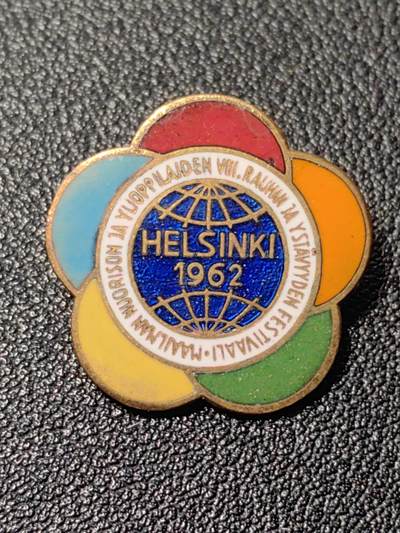 MAAILMAN NUORISON JA YLIOPPILAIDEN VIII. RAUHAN JA YSTÄVYYDEN FESTIVAALI •
HELSINKI
1962